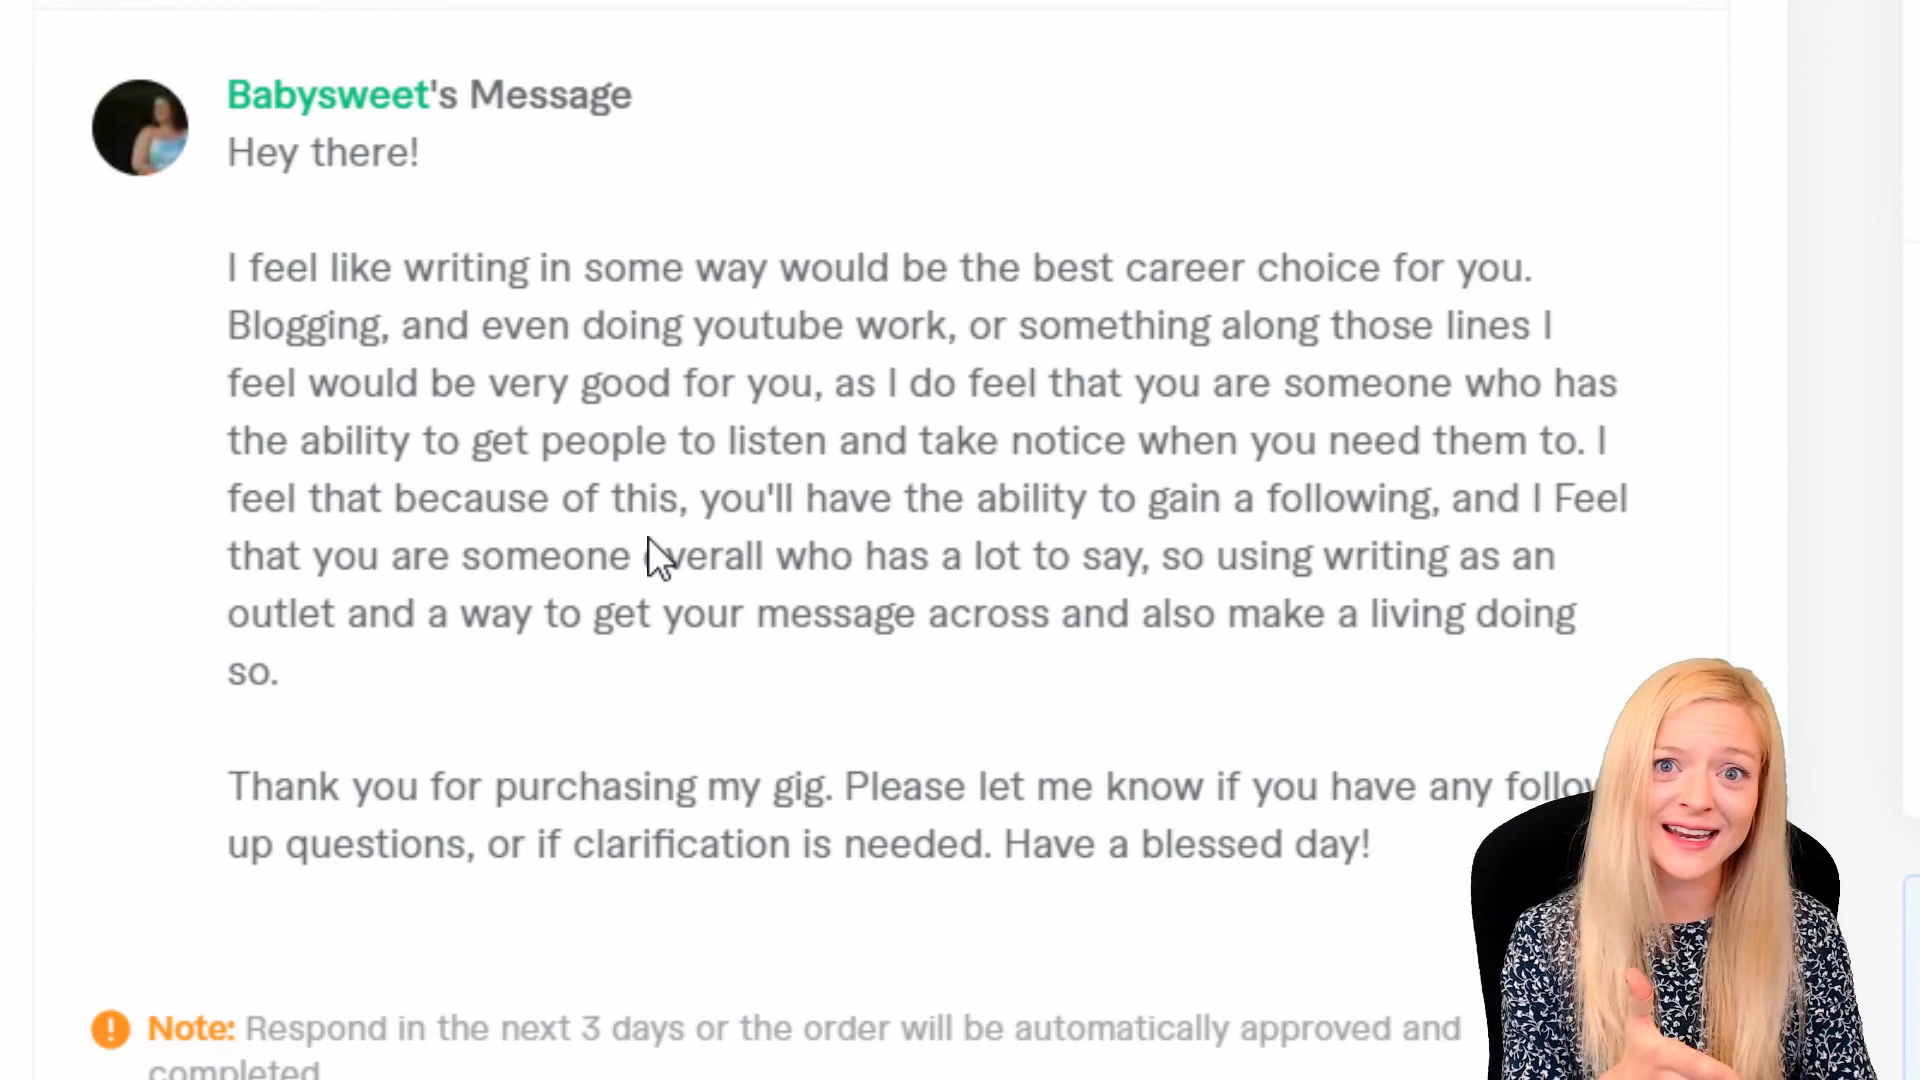 Babysweet's Message
Hey there!
I feel like writing in some way would be the best career choice for you.
Blogging, and even doing youtube work, or something along those lines I
feel would be very good for you, as I do feel that you are someone who has
the ability to get people to listen and take notice when you need them to. I
feel that because of this, you'll have the ability to gain a following, and I Feel
that you are someone overall who has a lot to say, so using writing as an
outlet and a way to get your message across and also make a living doing
so.
Thank you for purchasing my gig. Please let me know if you have any follow
up questions, or if clarification is needed. Have a blessed day!
Note: Respond in the next 3 days or the order will be automatically approved and
completed